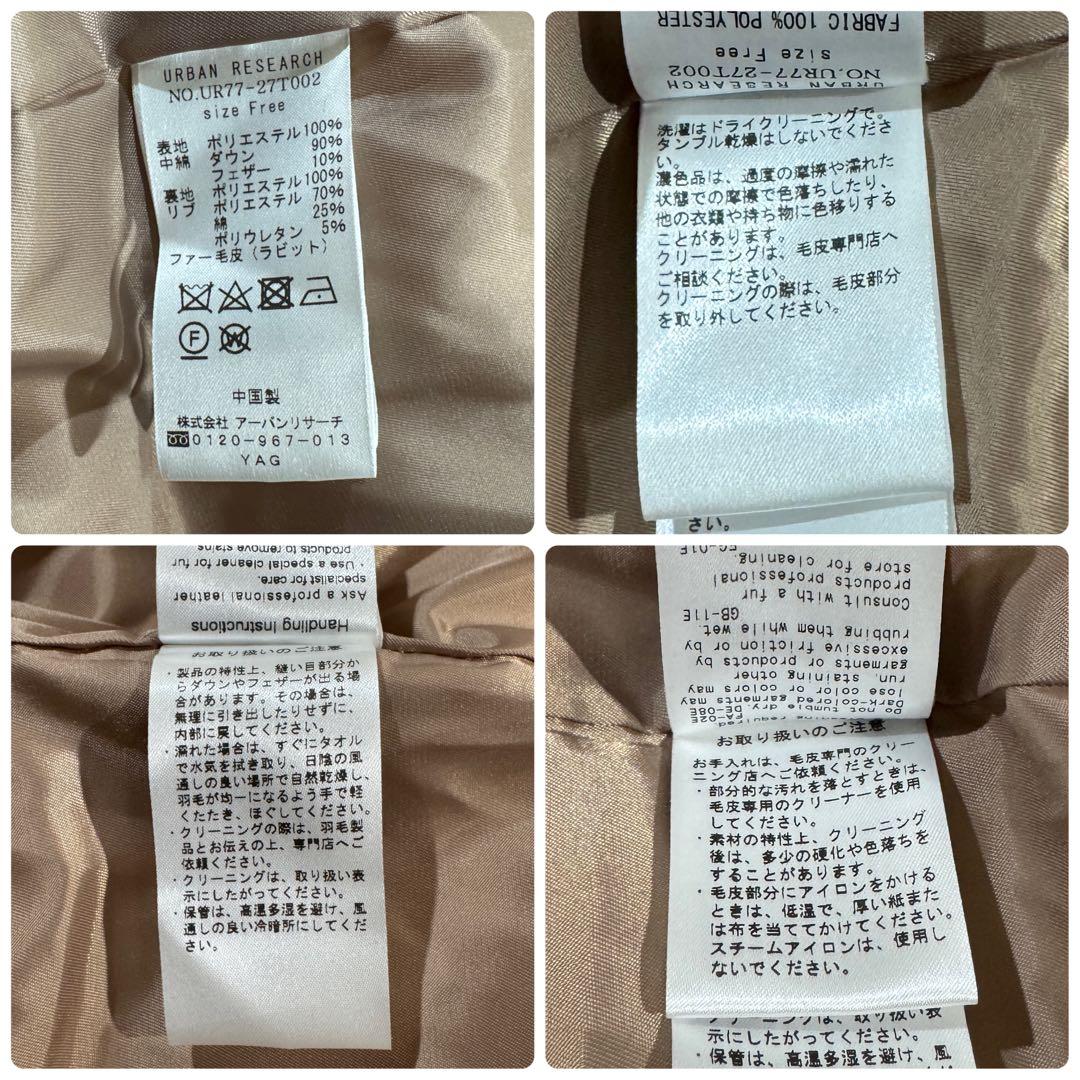 URBAN RESEARCH
NO.UR77-27T002
size Free
表地 ポリエステル100%
中綿 ダウン 90%
フェザー 10%
裏地 ポリエステル100%
リブ ポリエステル 70%
綿 25%
ポリウレタン 5%
ファー毛皮(ラビット)
F
W
中国製
株式会社 アーバンリサーチ
0120-967-013
YAG
FABRIC 100% POLYESTER
size Free
NO.UR77-27T002
URBAN RESEARCH
洗濯はドライクリーニングで。
タンブル乾燥はしないでくださ
い。
濃色品は、過度の摩擦や濡れた
状態での摩擦で色落ちしたり、
他の衣類や持ち物に色移りする
ことがあります。
クリーニングは、毛皮専門店へ
ご相談ください。
クリーニングの際は、毛皮部分
を取り外してください。
さい。
Handling Instructions
Ask a professional leather
specialist for care.
・Use a special cleaner for fur
products to remove stains
お取り扱いのご注意
・製品の特性上、縫い目部分か
らダウンやフェザーが出る場
合があります。その場合は、
無理に引き出したりせずに、
内部に戻してください。
・濡れた場合は、すぐにタオル
で水気を拭き取り、日陰の風
通しの良い場所で自然乾燥し、
羽毛が均一になるよう手で軽
くたたき、ほぐしてください。
・クリーニングの際は、羽毛製
品とお伝えの上、専門店へご
依頼ください。
・クリーニングは、取り扱い表
示にしたがってください。
・保管は、高温多湿を避け、風
通しの良い冷暗所にしてくだ
さい。
FA-02E
Do not tumble dry.
DE-08E
Dark-colored garments may
lose color or colors may
run, staining other
garments or products by
excessive friction or by
rubbing them while wet.
GB-11E
Consult with a fur
products professional
store for cleaning.
お取り扱いのご注意
お手入れは、毛皮専門のクリー
ニング店へご依頼ください。
・部分的な汚れを落とすときは、
毛皮専用のクリーナーを使用
してください。
・素材の特性上、クリーニング
後は、多少の硬化や色落ちを
することがあります。
・毛皮部分にアイロンをかける
ときは、低温で、厚い紙また
は布を当ててかけてください。
スチームアイロンは、使用し
ないでください。
・クリーニングは、取り扱い表
示にしたがってください。
・保管は、高温多湿を避け、風